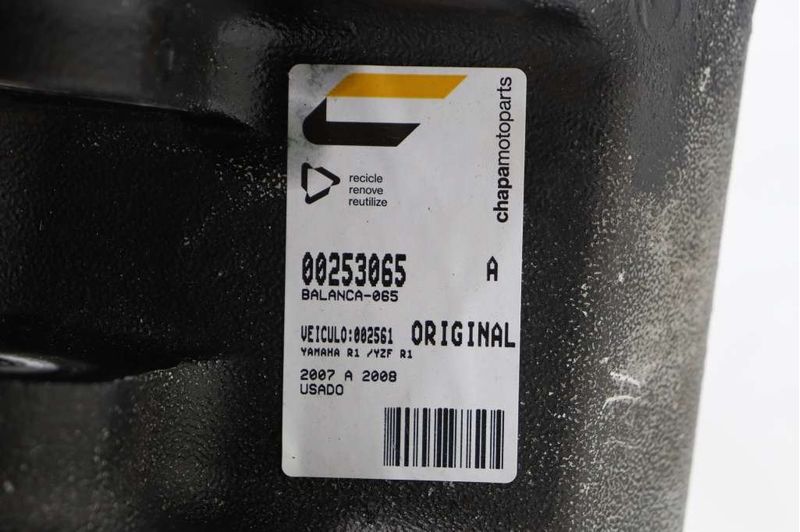 chapamotoparts
recicle
renove
reutilize
00253065 A
BALANCA-065
VEICULO:002561 ORIGINAL
YAMAHA R1 /YZF R1
2007 A 2008
USADO